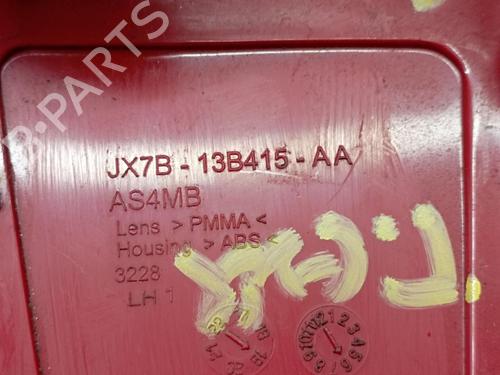 B-PARTS
JX7B - 13B415 - AA
AS4MB
Lens > PMMA <
Housing > ABS <
3228
LH 1